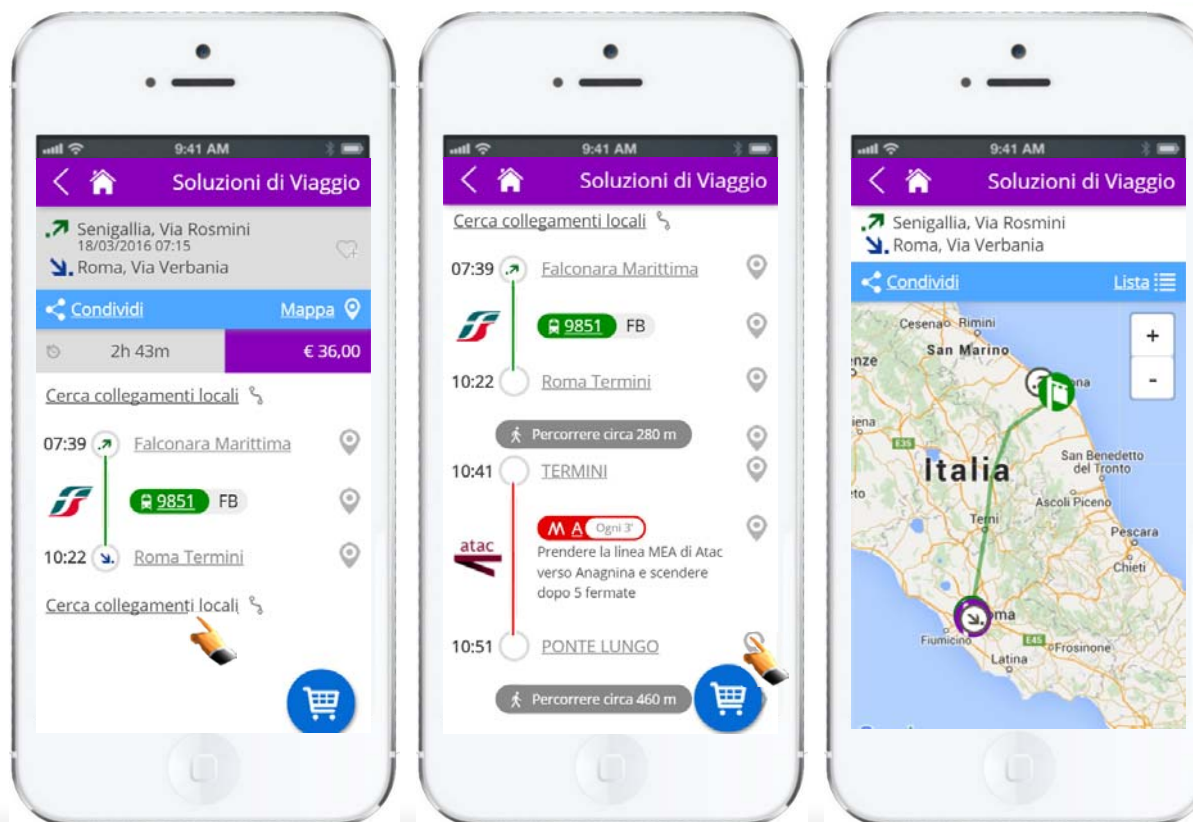 9:41 AM
Soluzioni di Viaggio
Senigallia, Via Rosmini
18/03/2016 07:15
Roma, Via Verbania
Condividi
Mappa
2h 43m
€ 36,00
Cerca collegamenti locali
07:39
Falconara Marittima
9851 FB
10:22
Roma Termini
Cerca collegamenti locali
9:41 AM
Soluzioni di Viaggio
Cerca collegamenti locali
07:39
Falconara Marittima
9851 FB
10:22
Roma Termini
Percorrere circa 280 m
10:41
TERMINI
M A Ogni 3'
atac
Prendere la linea MEA di Atac
verso Anagnina e scendere
dopo 5 fermate
10:51
PONTE LUNGO
Percorrere circa 460 m
9:41 AM
Soluzioni di Viaggio
Senigallia, Via Rosmini
Roma, Via Verbania
Condividi
Lista
+
-
Cesena
Rimini
San Marino
E35
San Benedetto
del Tronto
Italia
Ascoli Piceno
Terni
Pescara
Chieti
Fiumicino
E45
Frosinone
Latina